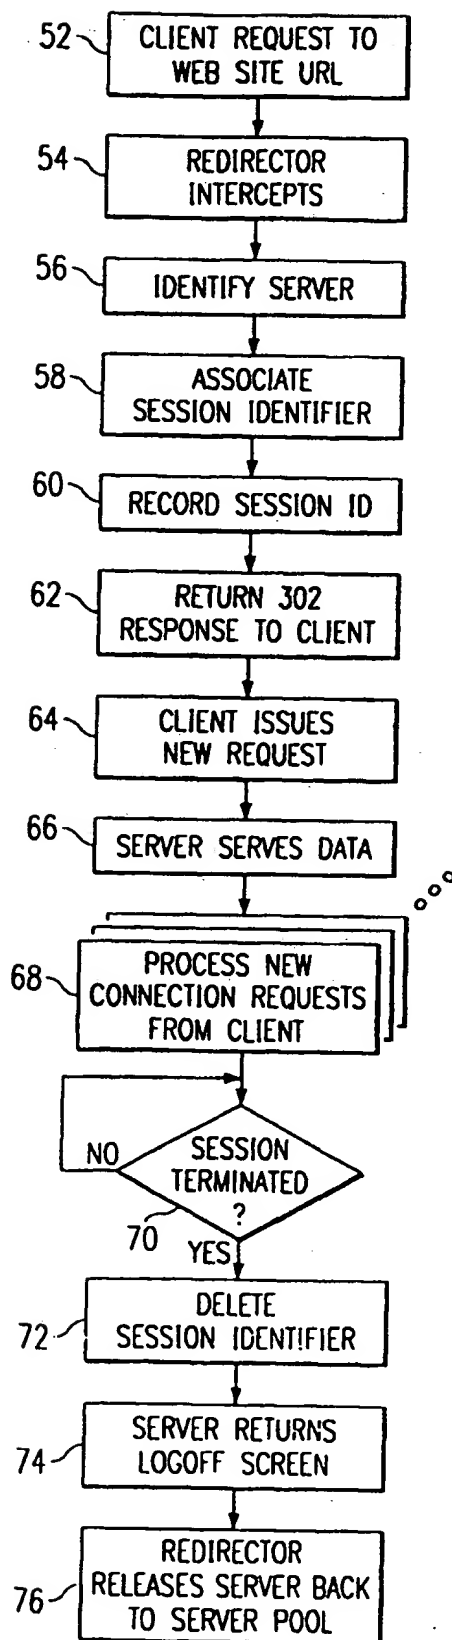 52
CLIENT REQUEST TO
WEB SITE URL
54
REDIRECTOR
INTERCEPTS
56
IDENTIFY SERVER
58
ASSOCIATE
SESSION IDENTIFIER
60
RECORD SESSION ID
62
RETURN 302
RESPONSE TO CLIENT
64
CLIENT ISSUES
NEW REQUEST
66
SERVER SERVES DATA
68
PROCESS NEW
CONNECTION REQUESTS
FROM CLIENT
NO
SESSION
TERMINATED
?
70
YES
72
DELETE
SESSION IDENTIFIER
74
SERVER RETURNS
LOGOFF SCREEN
76
REDIRECTOR
RELEASES SERVER BACK
TO SERVER POOL